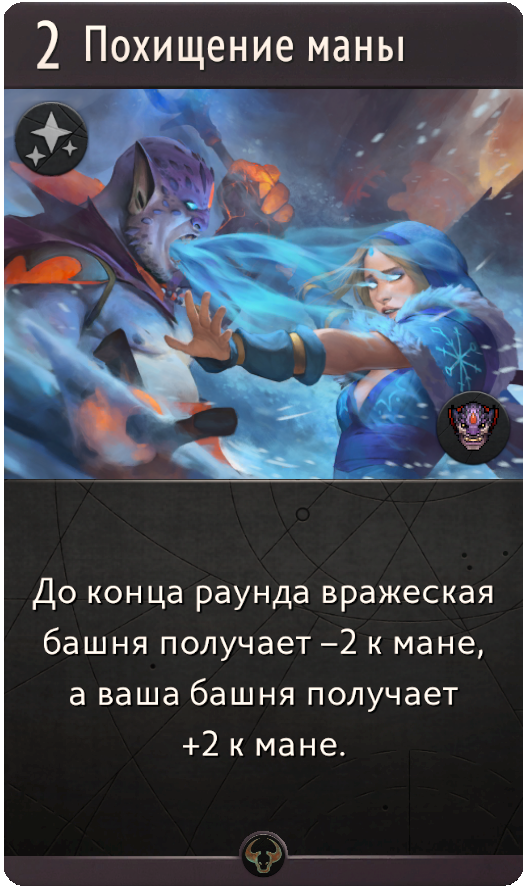 2 Похищение маны
До конца раунда вражеская
башня получает –2 к мане,
а ваша башня получает
+2 к мане.